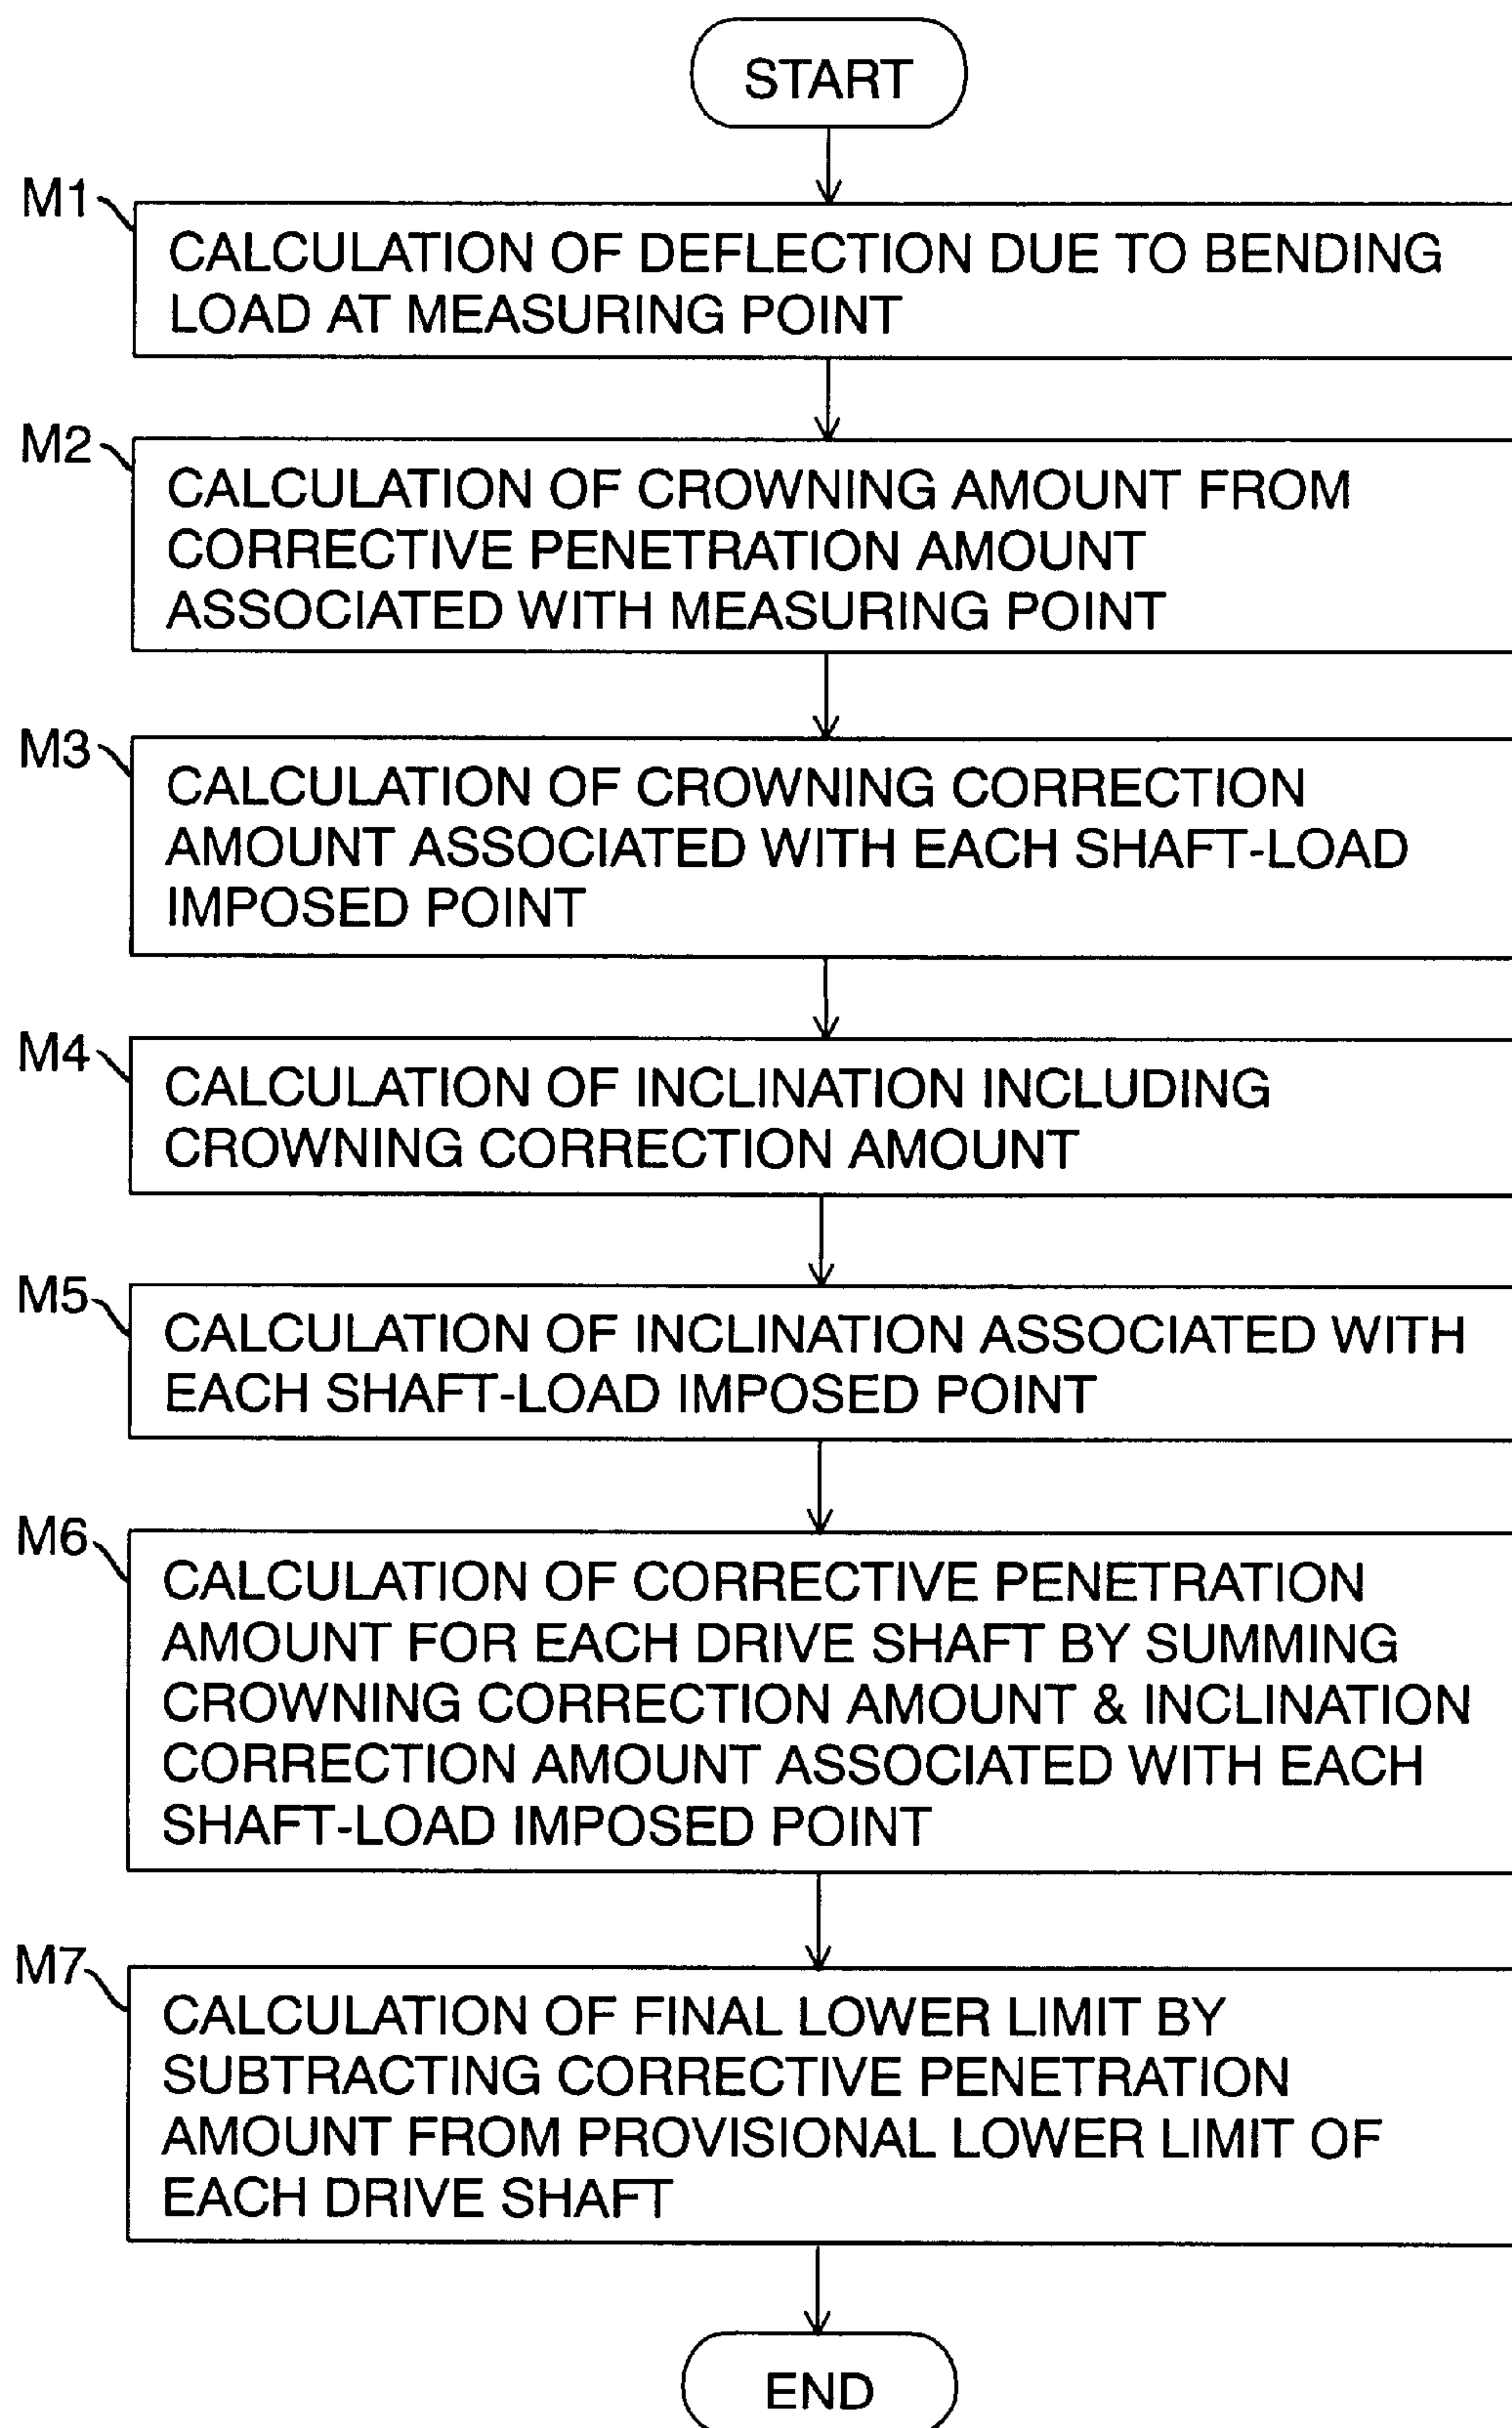 START
M1
CALCULATION OF DEFLECTION DUE TO BENDING
LOAD AT MEASURING POINT
M2
CALCULATION OF CROWNING AMOUNT FROM
CORRECTIVE PENETRATION AMOUNT
ASSOCIATED WITH MEASURING POINT
M3
CALCULATION OF CROWNING CORRECTION
AMOUNT ASSOCIATED WITH EACH SHAFT-LOAD
IMPOSED POINT
M4
CALCULATION OF INCLINATION INCLUDING
CROWNING CORRECTION AMOUNT
M5
CALCULATION OF INCLINATION ASSOCIATED WITH
EACH SHAFT-LOAD IMPOSED POINT
M6
CALCULATION OF CORRECTIVE PENETRATION
AMOUNT FOR EACH DRIVE SHAFT BY SUMMING
CROWNING CORRECTION AMOUNT & INCLINATION
CORRECTION AMOUNT ASSOCIATED WITH EACH
SHAFT-LOAD IMPOSED POINT
M7
CALCULATION OF FINAL LOWER LIMIT BY
SUBTRACTING CORRECTIVE PENETRATION
AMOUNT FROM PROVISIONAL LOWER LIMIT OF
EACH DRIVE SHAFT
END